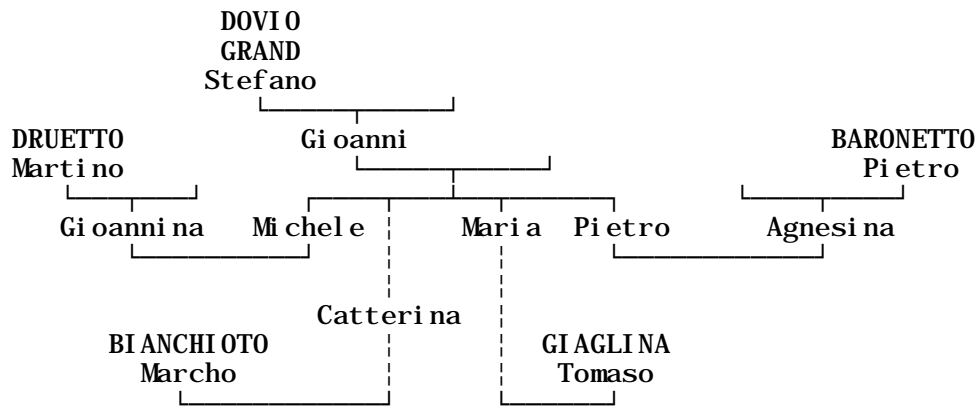 DOVIO
GRAND
Stefano
DRUETTO Gioanni BARONETTO
Martino Pietro
Gioannina Michele Maria Pietro Agnesina
Catterina
BIANCHIOTO GIAGLINA
Marcho Tomaso